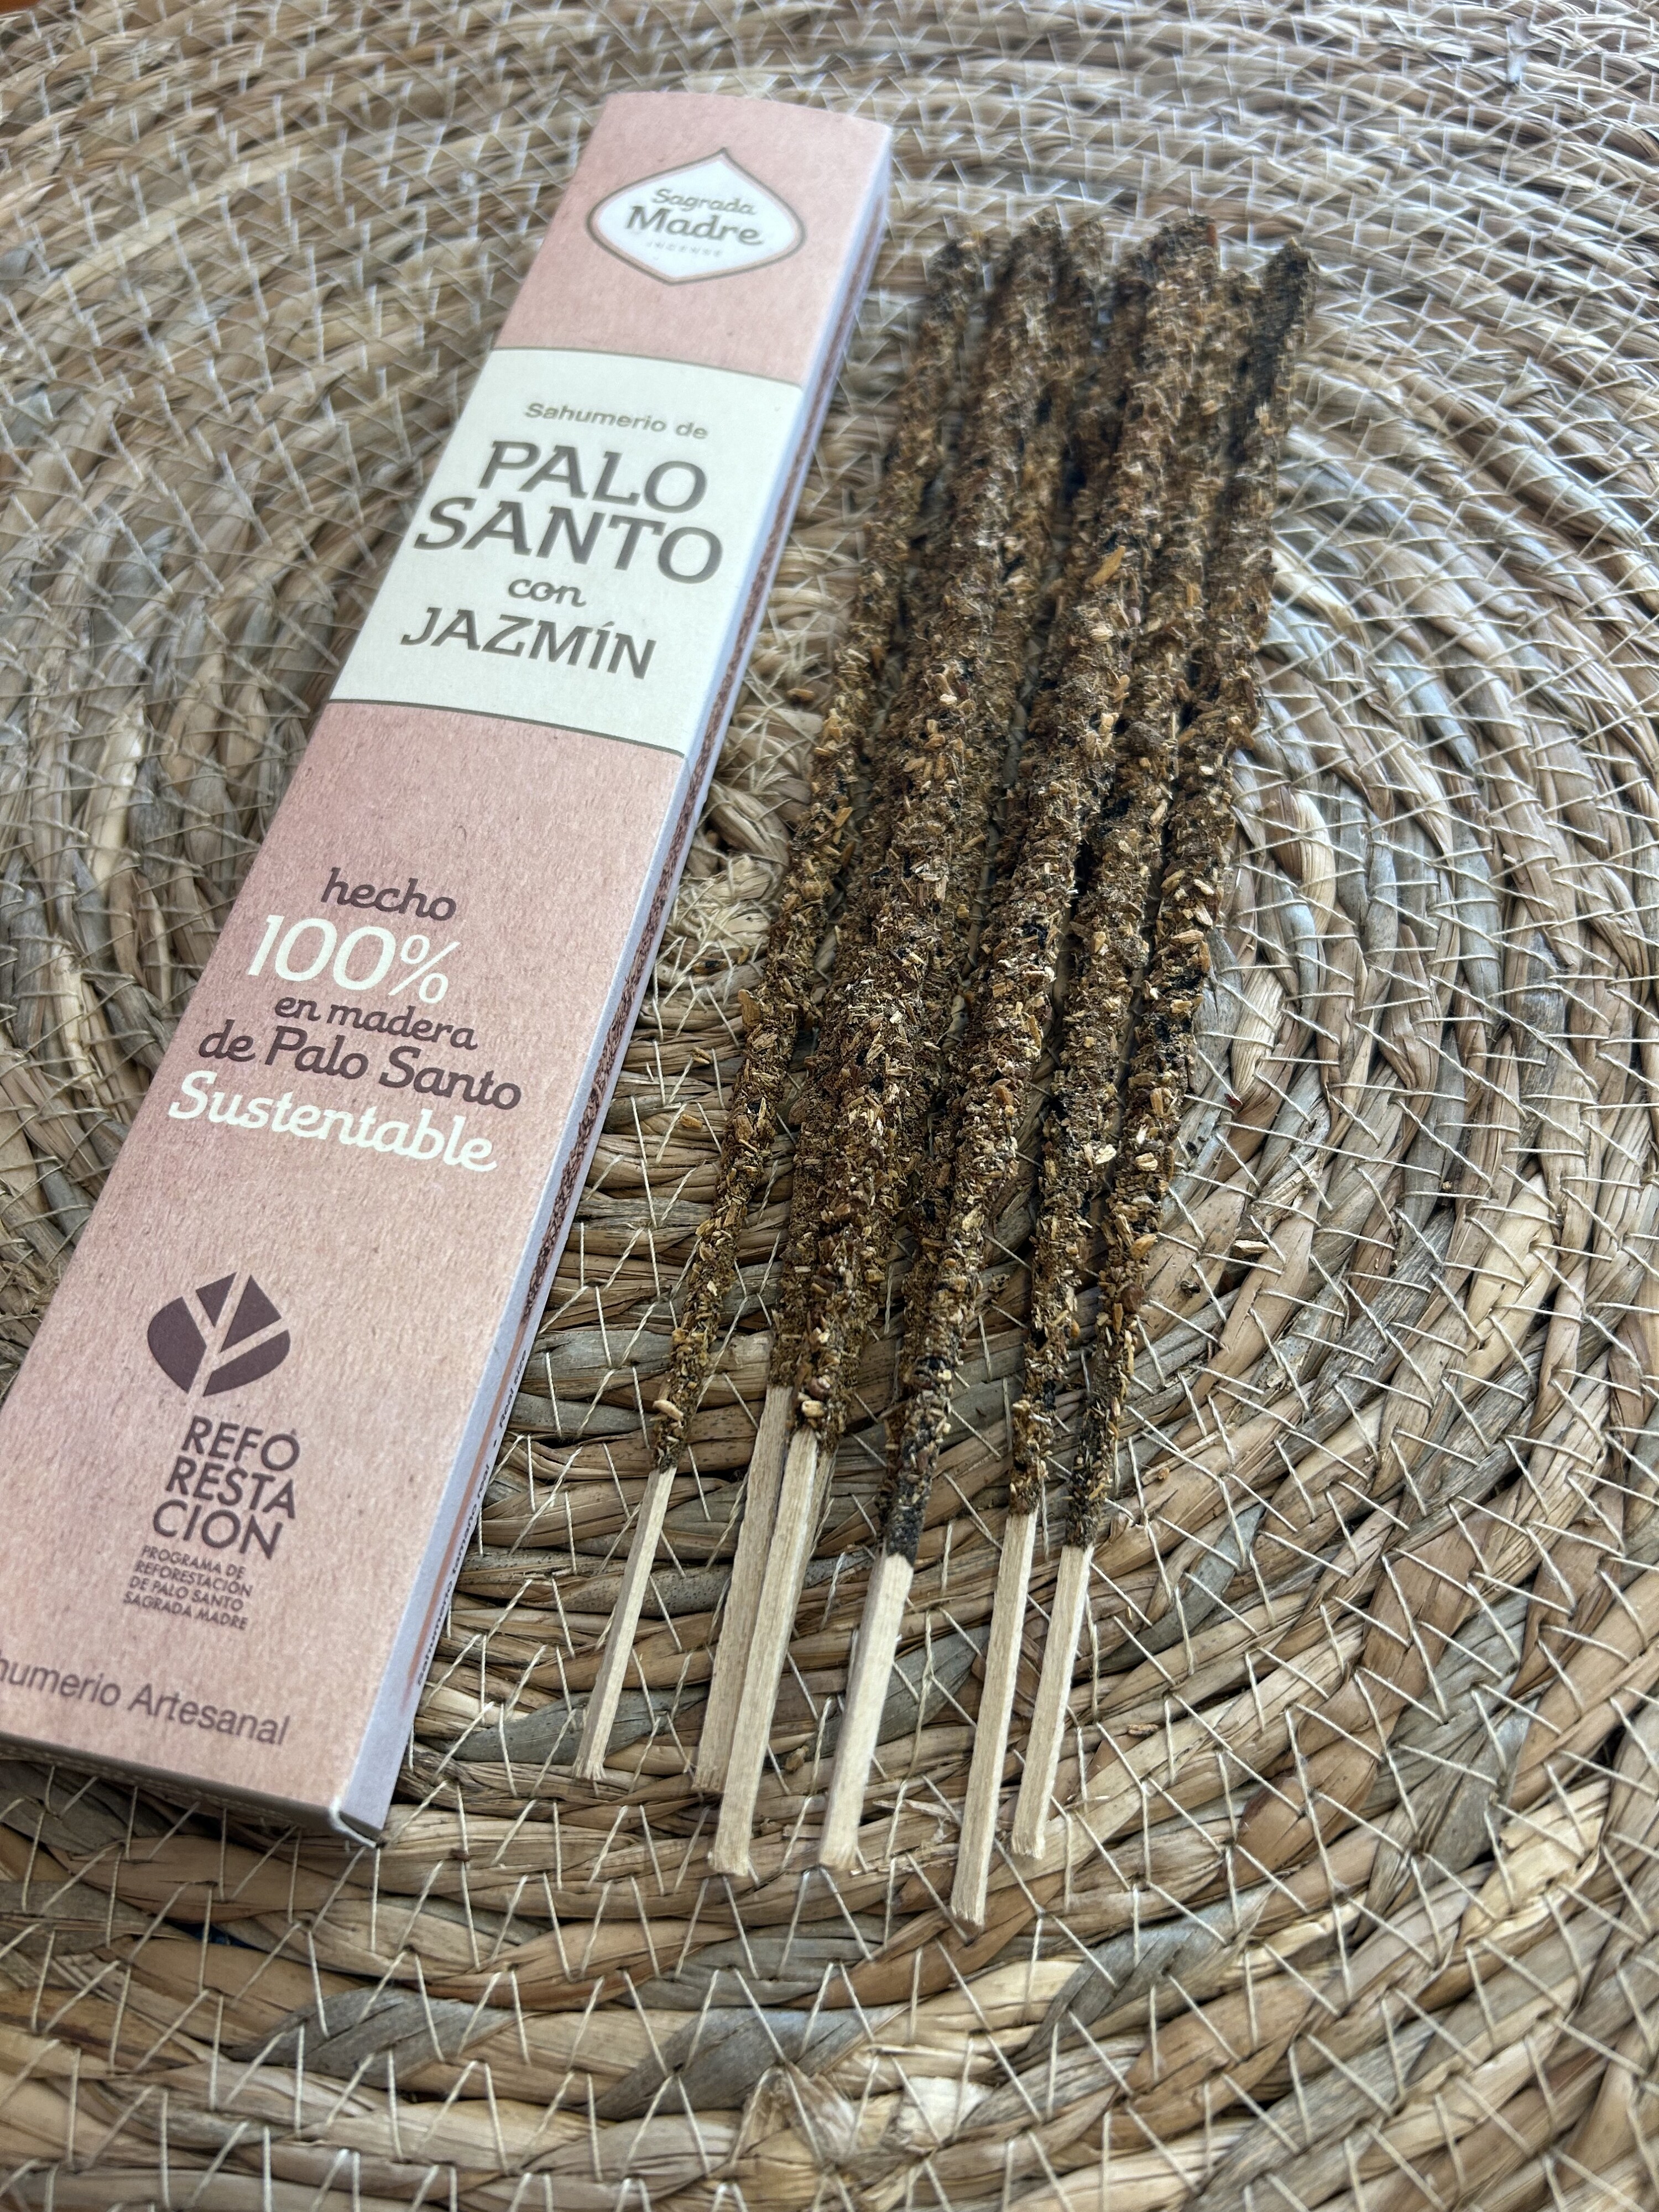 Sagrada
Madre
INCENSE
Sahumerio de
PALO
SANTO
con
JAZMÍN
hecho
100%
en madera
de Palo Santo
Sustentable
REFO
RESTA
CION
PROGRAMA DE
REFORESTACIÓN
DE PALO SANTO
SAGRADA MADRE
humerio Artesanal